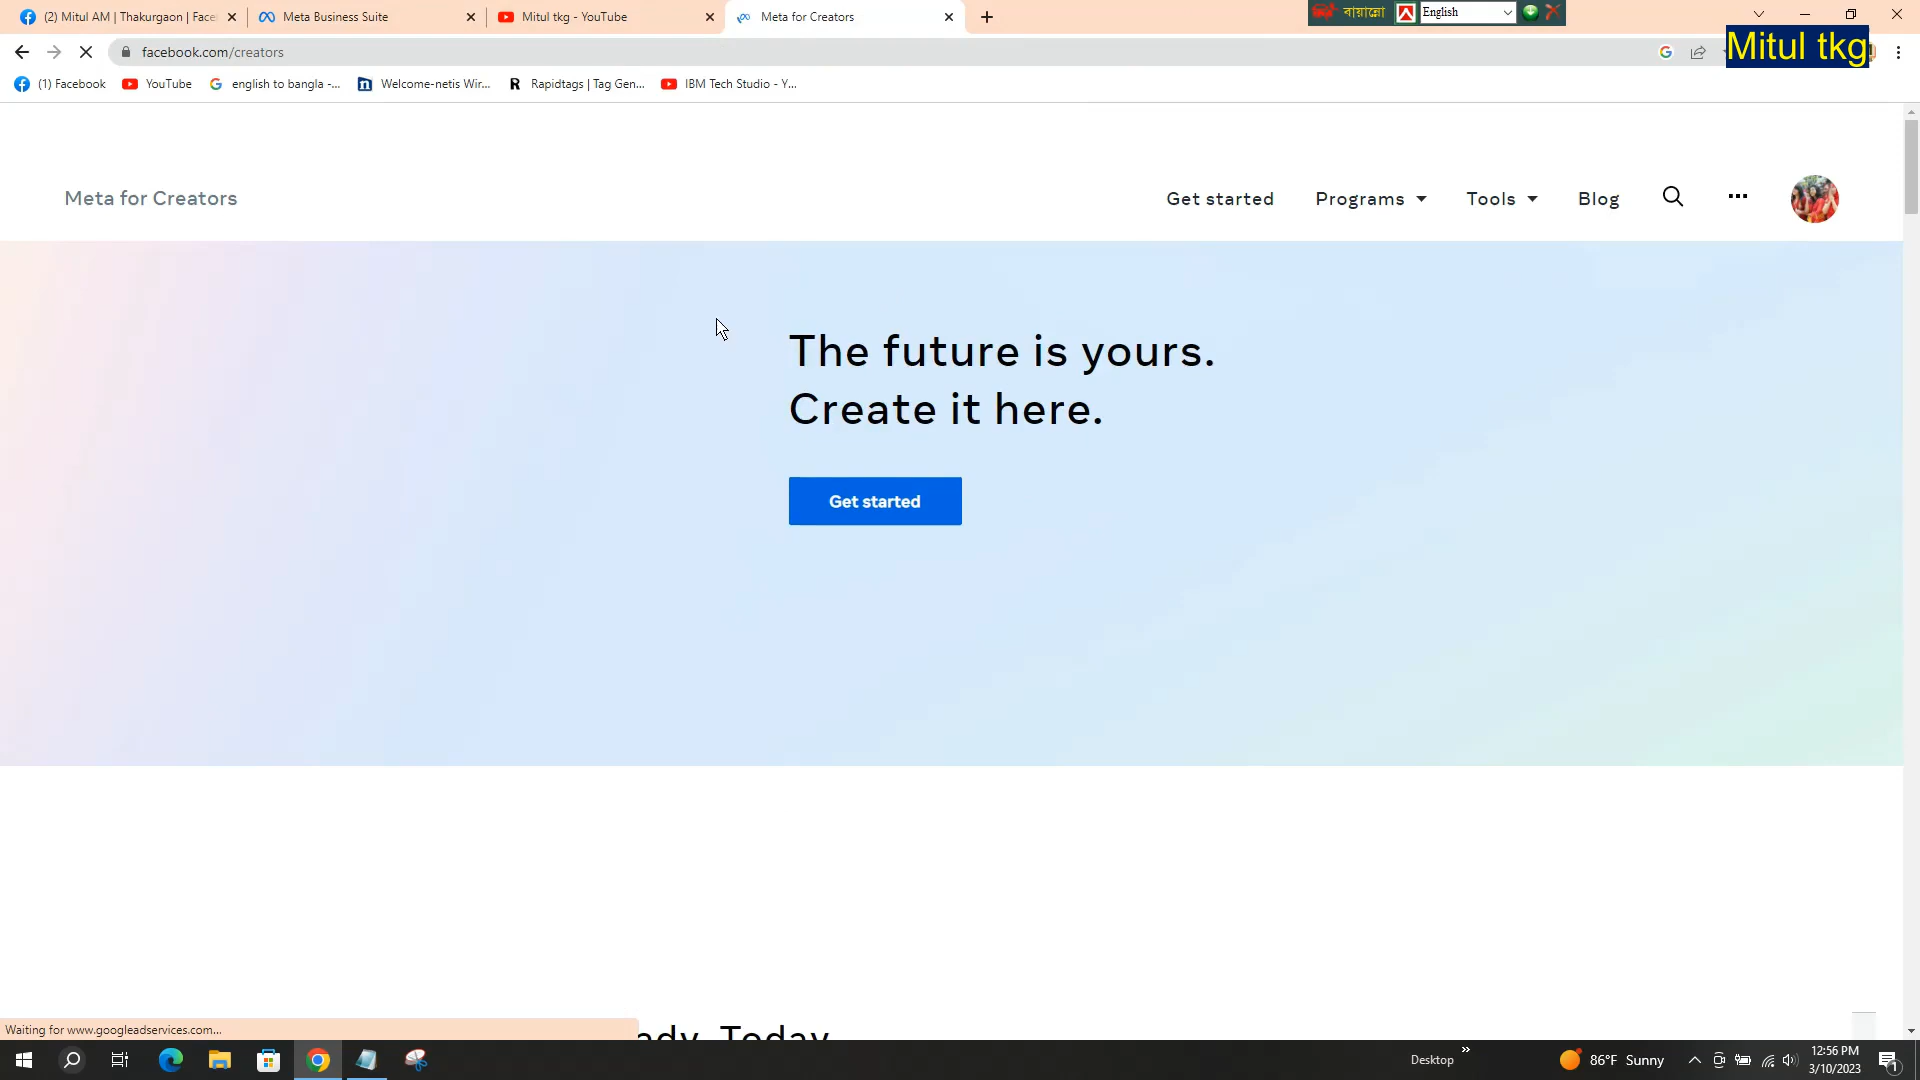 (2) Mitul AM | Thakurgaon | Face
Meta Business Suite
Mitul tkg - YouTube
Meta for Creators
বায়ান্নো
English
facebook.com/creators
Mitul tkg
(1) Facebook
YouTube
english to bangla -...
Welcome-netis Wir...
Rapidtags | Tag Gen...
IBM Tech Studio - Y...
Meta for Creators
Get started
Programs
Tools
Blog
The future is yours.
Create it here.
Get started
Waiting for www.googleadservices.com...
ady. Today
Desktop
86°F Sunny
12:56 PM
3/10/2023
1